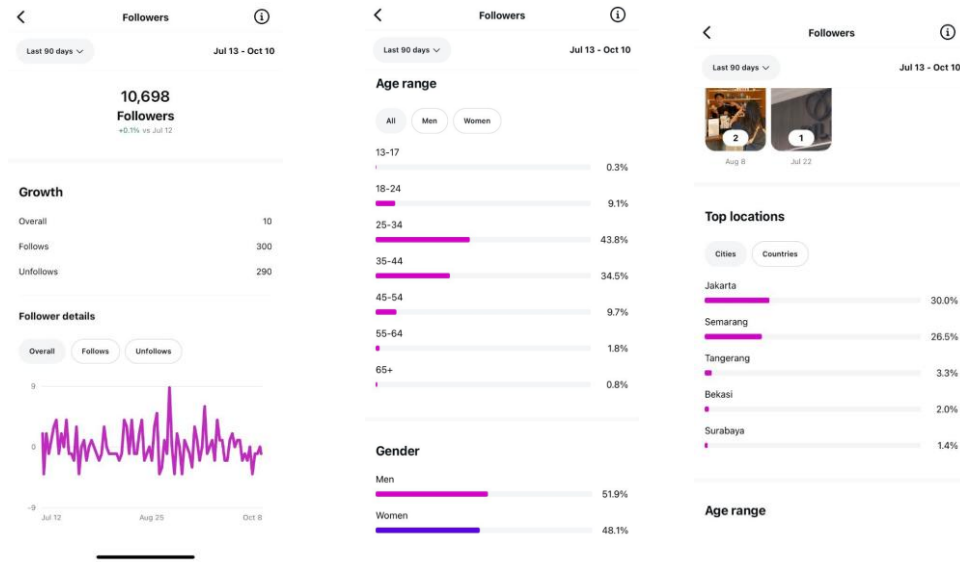 Followers
Last 90 days
Jul 13 - Oct 10
10,698
Followers
+0.1% vs Jul 12
Growth
Overall 10
Follows 300
Unfollows 290
Follower details
Overall Follows Unfollows
9
0
-9
Jul 12 Aug 25 Oct 8
Followers
Last 90 days
Jul 13 - Oct 10
Age range
All Men Women
13-17
0.3%
18-24
9.1%
25-34
43.8%
35-44
34.5%
45-54
9.7%
55-64
1.8%
65+
0.8%
Gender
Men
51.9%
Women
48.1%
Followers
Last 90 days
Jul 13 - Oct 10
2 1
Aug 8 Jul 22
Top locations
Cities Countries
Jakarta
30.0%
Semarang
26.5%
Tangerang
3.3%
Bekasi
2.0%
Surabaya
1.4%
Age range